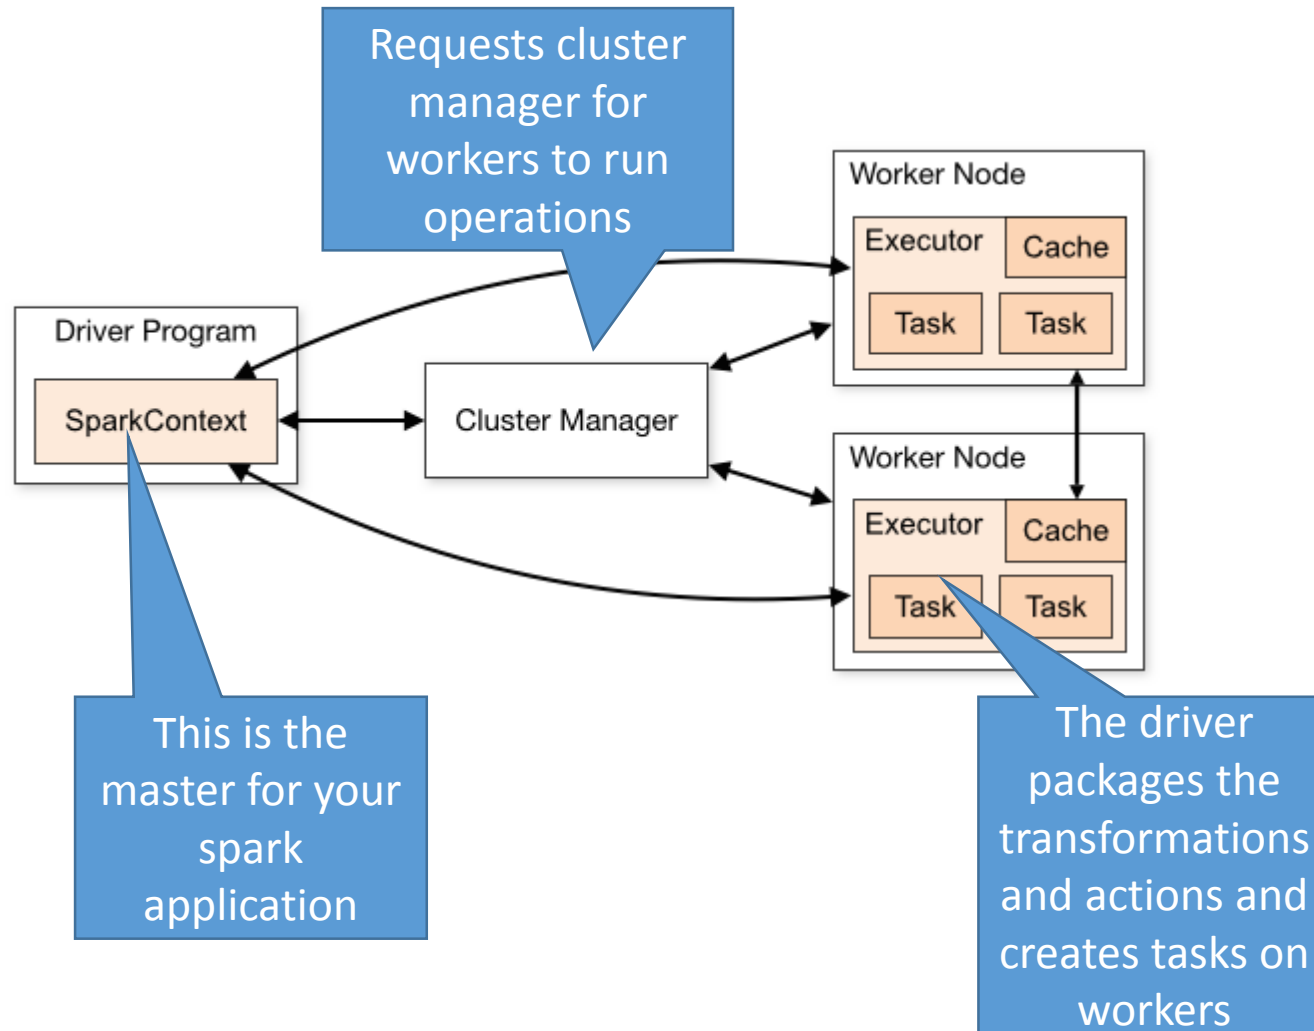 Requests cluster
manager for
workers to run
operations
Driver Program
SparkContext
Cluster Manager
Worker Node
Executor
Cache
Task
Task
Worker Node
Executor
Cache
Task
Task
This is the
master for your
spark
application
The driver
packages the
transformations
and actions and
creates tasks on
workers